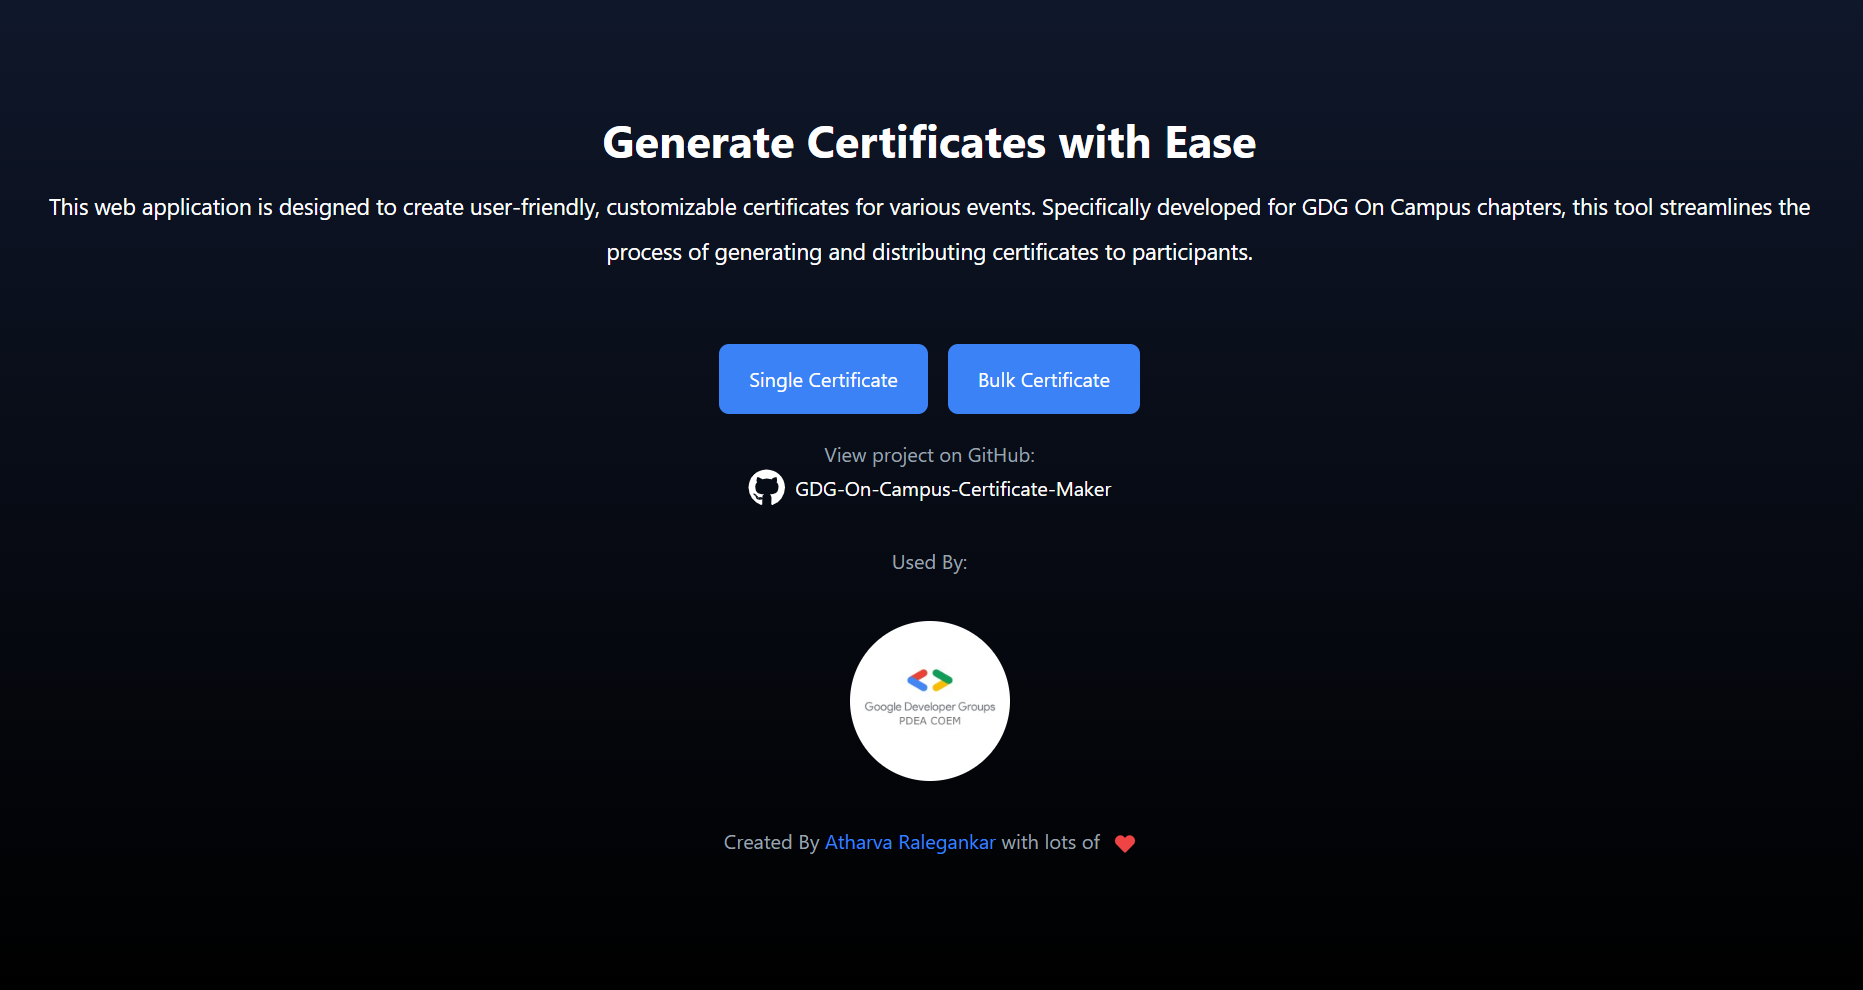 Generate Certificates with Ease
This web application is designed to create user-friendly, customizable certificates for various events. Specifically developed for GDG On Campus chapters, this tool streamlines the
process of generating and distributing certificates to participants.
Single Certificate
Bulk Certificate
View project on GitHub:
GDG-On-Campus-Certificate-Maker
Used By:
Google Developer Groups
PDEA COEM
Created By Atharva Ralegankar with lots of